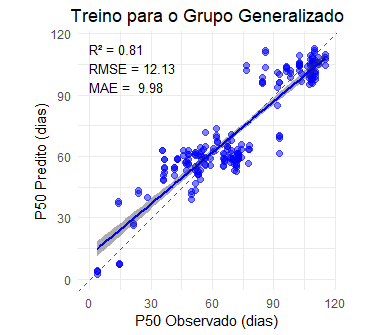 Treino para o Grupo Generalizado
R² = 0.81
RMSE = 12.13
MAE = 9.98
P50 Predito (dias)
120
90
60
30
0
0 30 60 90 120
P50 Observado (dias)